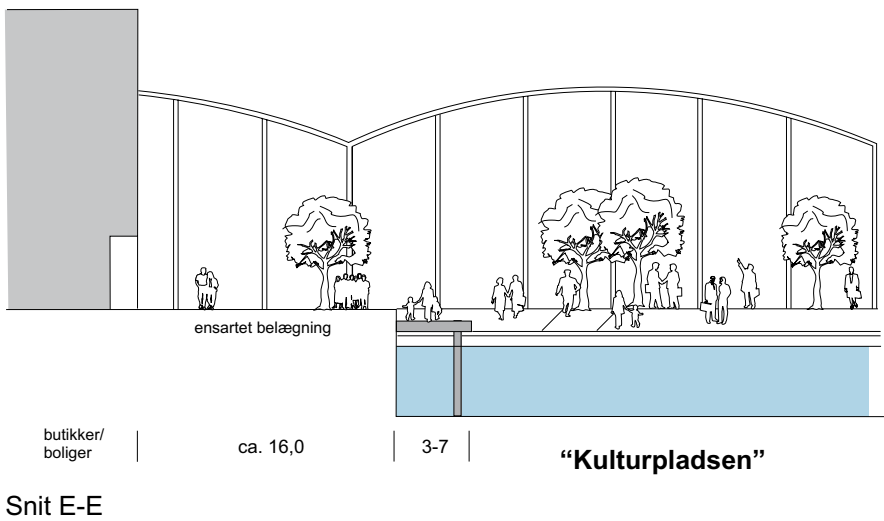 ensartet belægning
butikker/
boliger
ca. 16,0
3-7
“Kulturpladsen”
Snit E-E